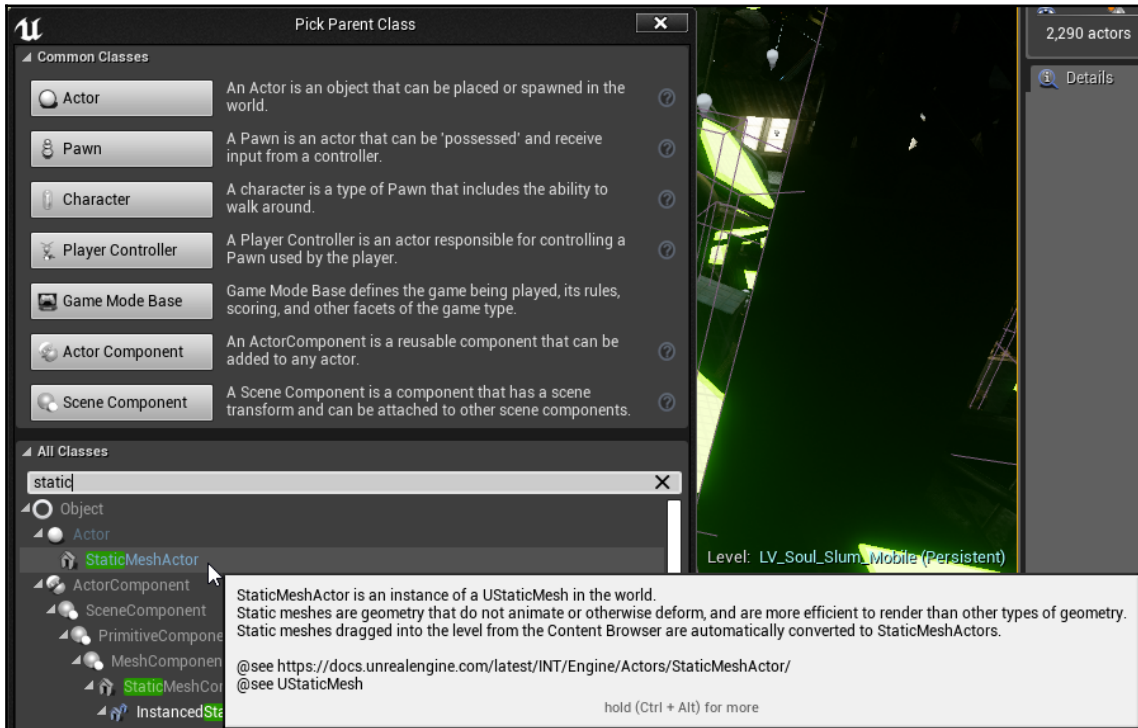 Pick Parent Class
Common Classes
Actor
An Actor is an object that can be placed or spawned in the
world.
Pawn
A Pawn is an actor that can be 'possessed' and receive
input from a controller.
Character
A character is a type of Pawn that includes the ability to
walk around.
Player Controller
A Player Controller is an actor responsible for controlling a
Pawn used by the player.
Game Mode Base
Game Mode Base defines the game being played, its rules,
scoring, and other facets of the game type.
Actor Component
An ActorComponent is a reusable component that can be
added to any actor.
Scene Component
A Scene Component is a component that has a scene
transform and can be attached to other scene components.
All Classes
static
Object
Actor
StaticMeshActor
ActorComponent
SceneComponent
PrimitiveCompone
MeshComponen
StaticMeshCor
InstancedSta
StaticMeshActor is an instance of a UStaticMesh in the world.
Static meshes are geometry that do not animate or otherwise deform, and are more efficient to render than other types of geometry.
Static meshes dragged into the level from the Content Browser are automatically converted to StaticMeshActors.
@see https://docs.unrealengine.com/latest/INT/Engine/Actors/StaticMeshActor/
@see UStaticMesh
hold (Ctrl + Alt) for more
Level: LV_Soul_Slum_Mobile (Persistent)
2,290 actors
Details